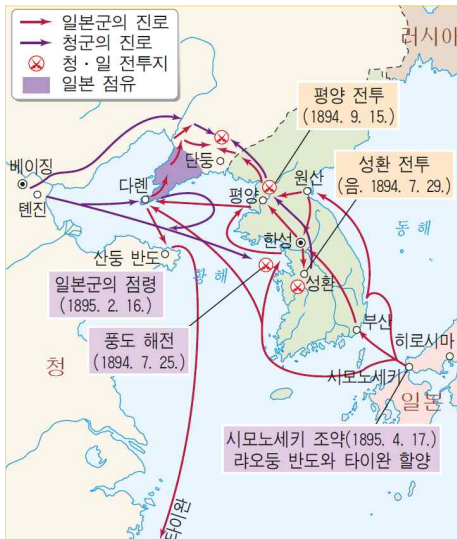 일본군의 진로
청군의 진로
청·일 전투지
일본 점유
러시아
평양 전투
(1894. 9. 15.)
단둥
베이징
톈진
다롄
평양
원산
성환 전투
(음. 1894. 7. 29.)
동해
한성
산둥 반도
황해
성환
일본군의 점령
(1895. 2. 16.)
풍도 해전
(1894. 7. 25.)
부산
히로시마
시모노세키
청
일본
시모노세키 조약(1895. 4. 17.)
랴오둥 반도와 타이완 할양
타이완